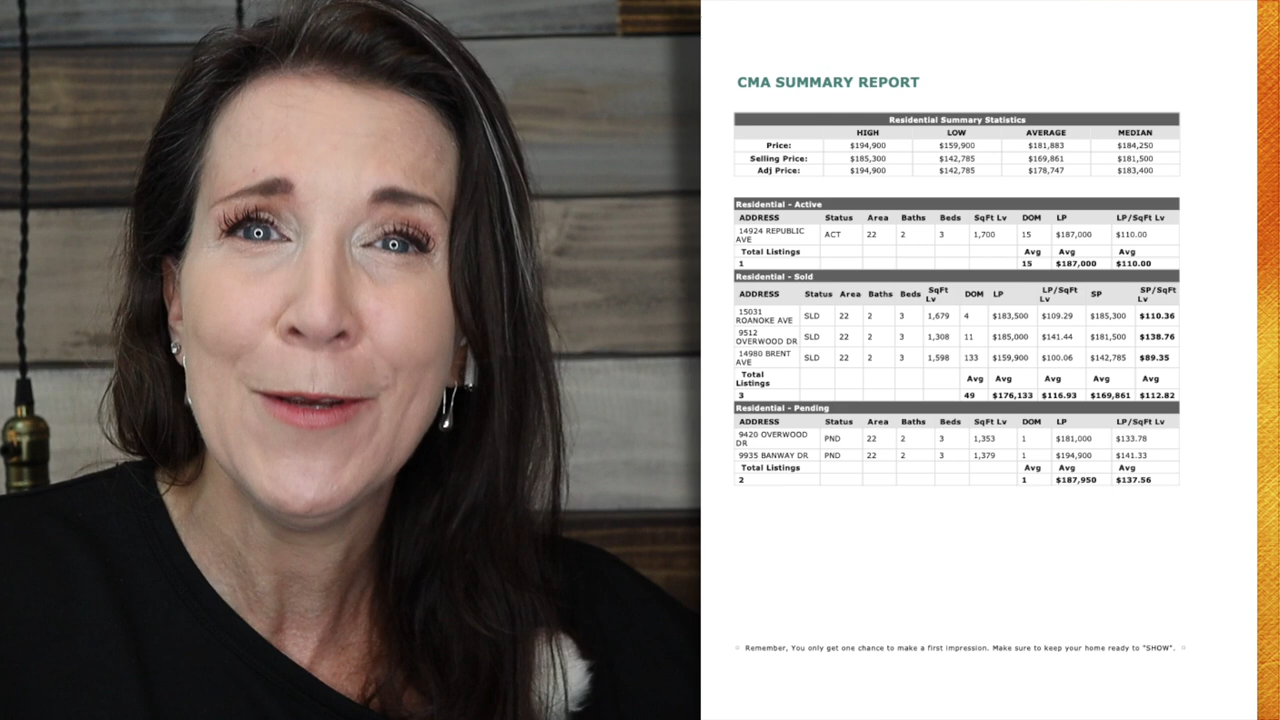 CMA SUMMARY REPORT
Residential Summary Statistics
HIGH LOW AVERAGE MEDIAN
Price: $194,900 $159,900 $181,883 $184,250
Selling Price: $185,300 $142,785 $169,861 $181,500
Adj Price: $194,900 $142,785 $178,747 $183,400
Residential - Active
ADDRESS Status Area Baths Beds SqFt Lv DOM LP LP/SqFt Lv
14924 REPUBLIC
AVE ACT 22 2 3 1,700 15 $187,000 $110.00
Total Listings Avg Avg Avg
1 15 $187,000 $110.00
Residential - Sold
ADDRESS Status Area Baths Beds SqFt
Lv DOM LP LP/SqFt
Lv SP SP/SqFt
Lv
15031
ROANOKE AVE SLD 22 2 3 1,679 4 $183,500 $109.29 $185,300 $110.36
9512
OVERWOOD DR SLD 22 2 3 1,308 11 $185,000 $141.44 $181,500 $138.76
14980 BRENT
AVE SLD 22 2 3 1,598 133 $159,900 $100.06 $142,785 $89.35
Total
Listings Avg Avg Avg Avg Avg
3 49 $176,133 $116.93 $169,861 $112.82
Residential - Pending
ADDRESS Status Area Baths Beds SqFt Lv DOM LP LP/SqFt Lv
9420 OVERWOOD
DR PND 22 2 3 1,353 1 $181,000 $133.78
9935 BANWAY DR PND 22 2 3 1,379 1 $194,900 $141.33
Total Listings Avg Avg Avg
2 1 $187,950 $137.56
Remember, You only get one chance to make a first impression. Make sure to keep your home ready to "SHOW".